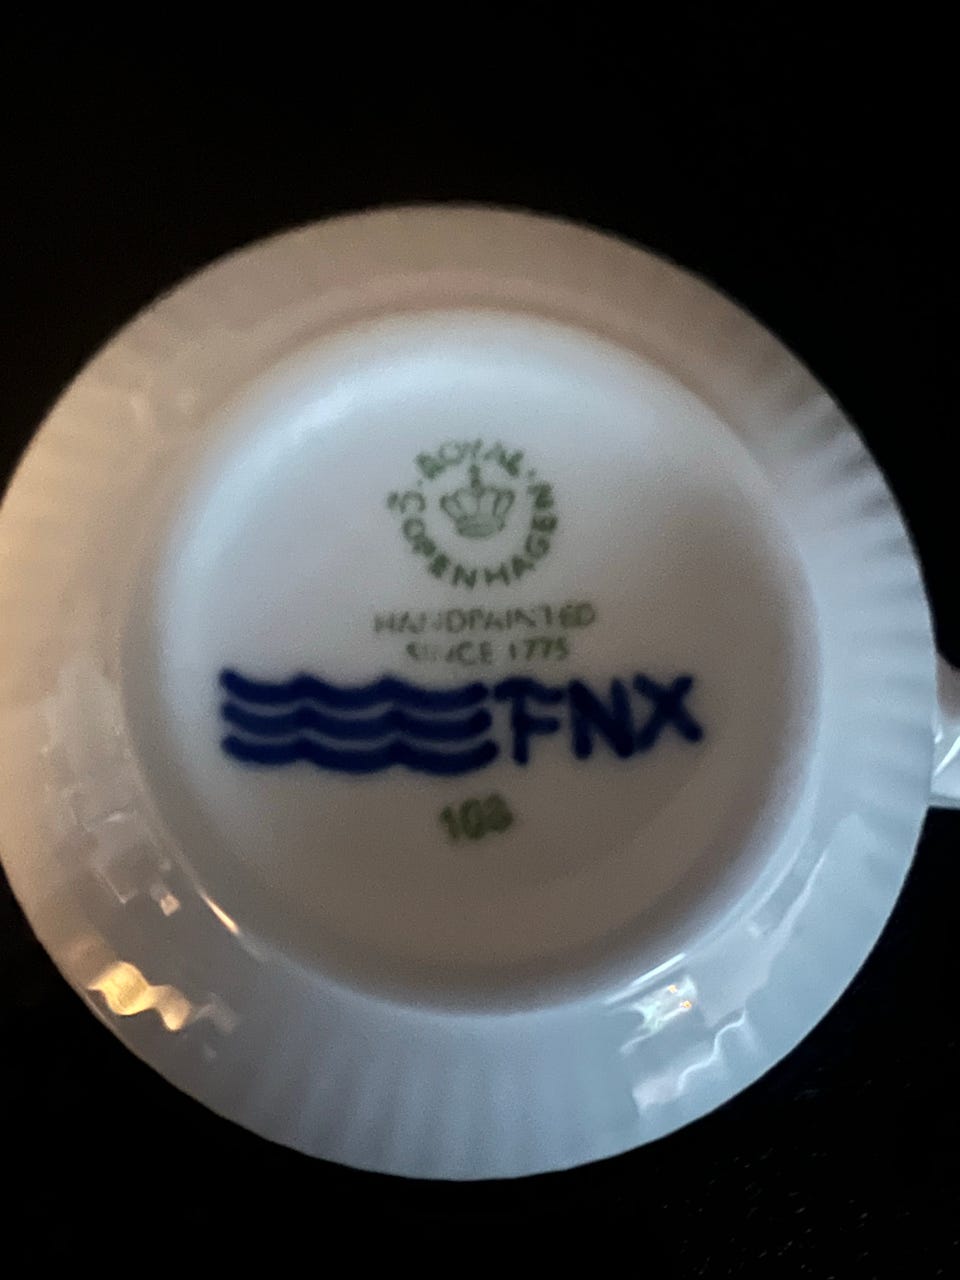 ROYAL COPENHAGEN
HANDPAINTED
SINCE 1775
FNX
103